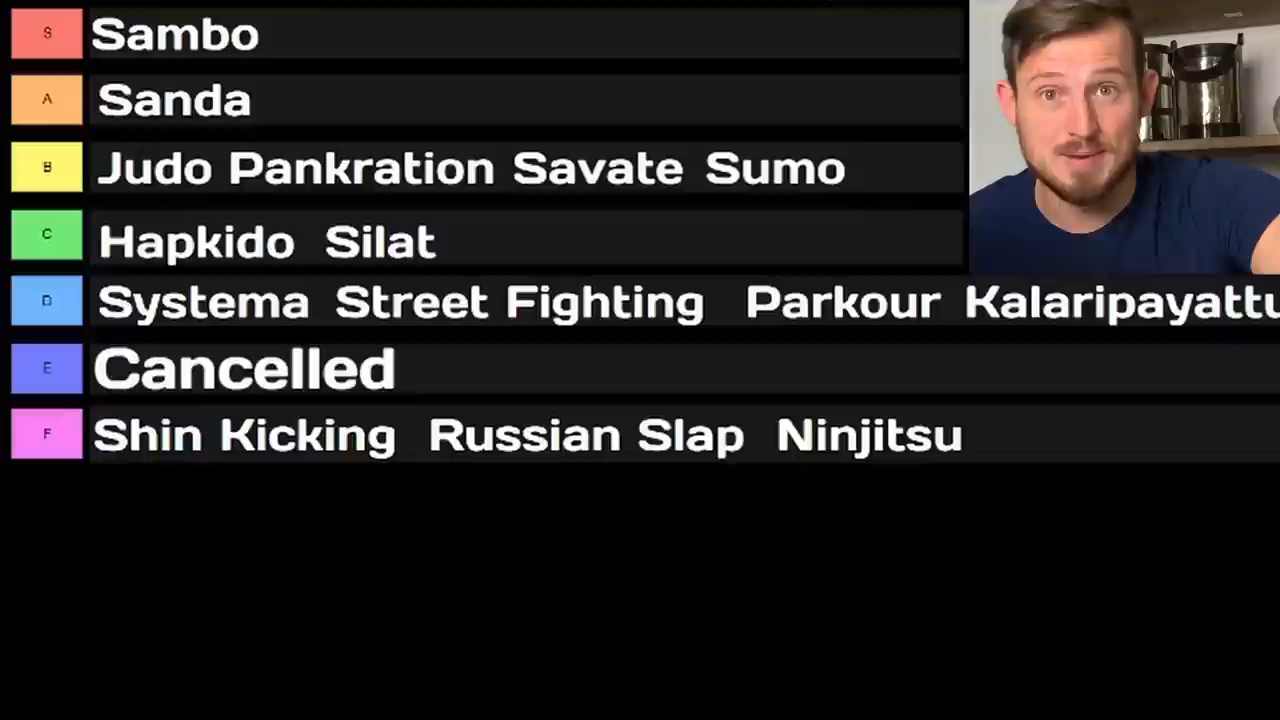 S Sambo
A Sanda
B Judo Pankration Savate Sumo
C Hapkido Silat
D Systema Street Fighting Parkour Kalaripayattu
E Cancelled
F Shin Kicking Russian Slap Ninjitsu